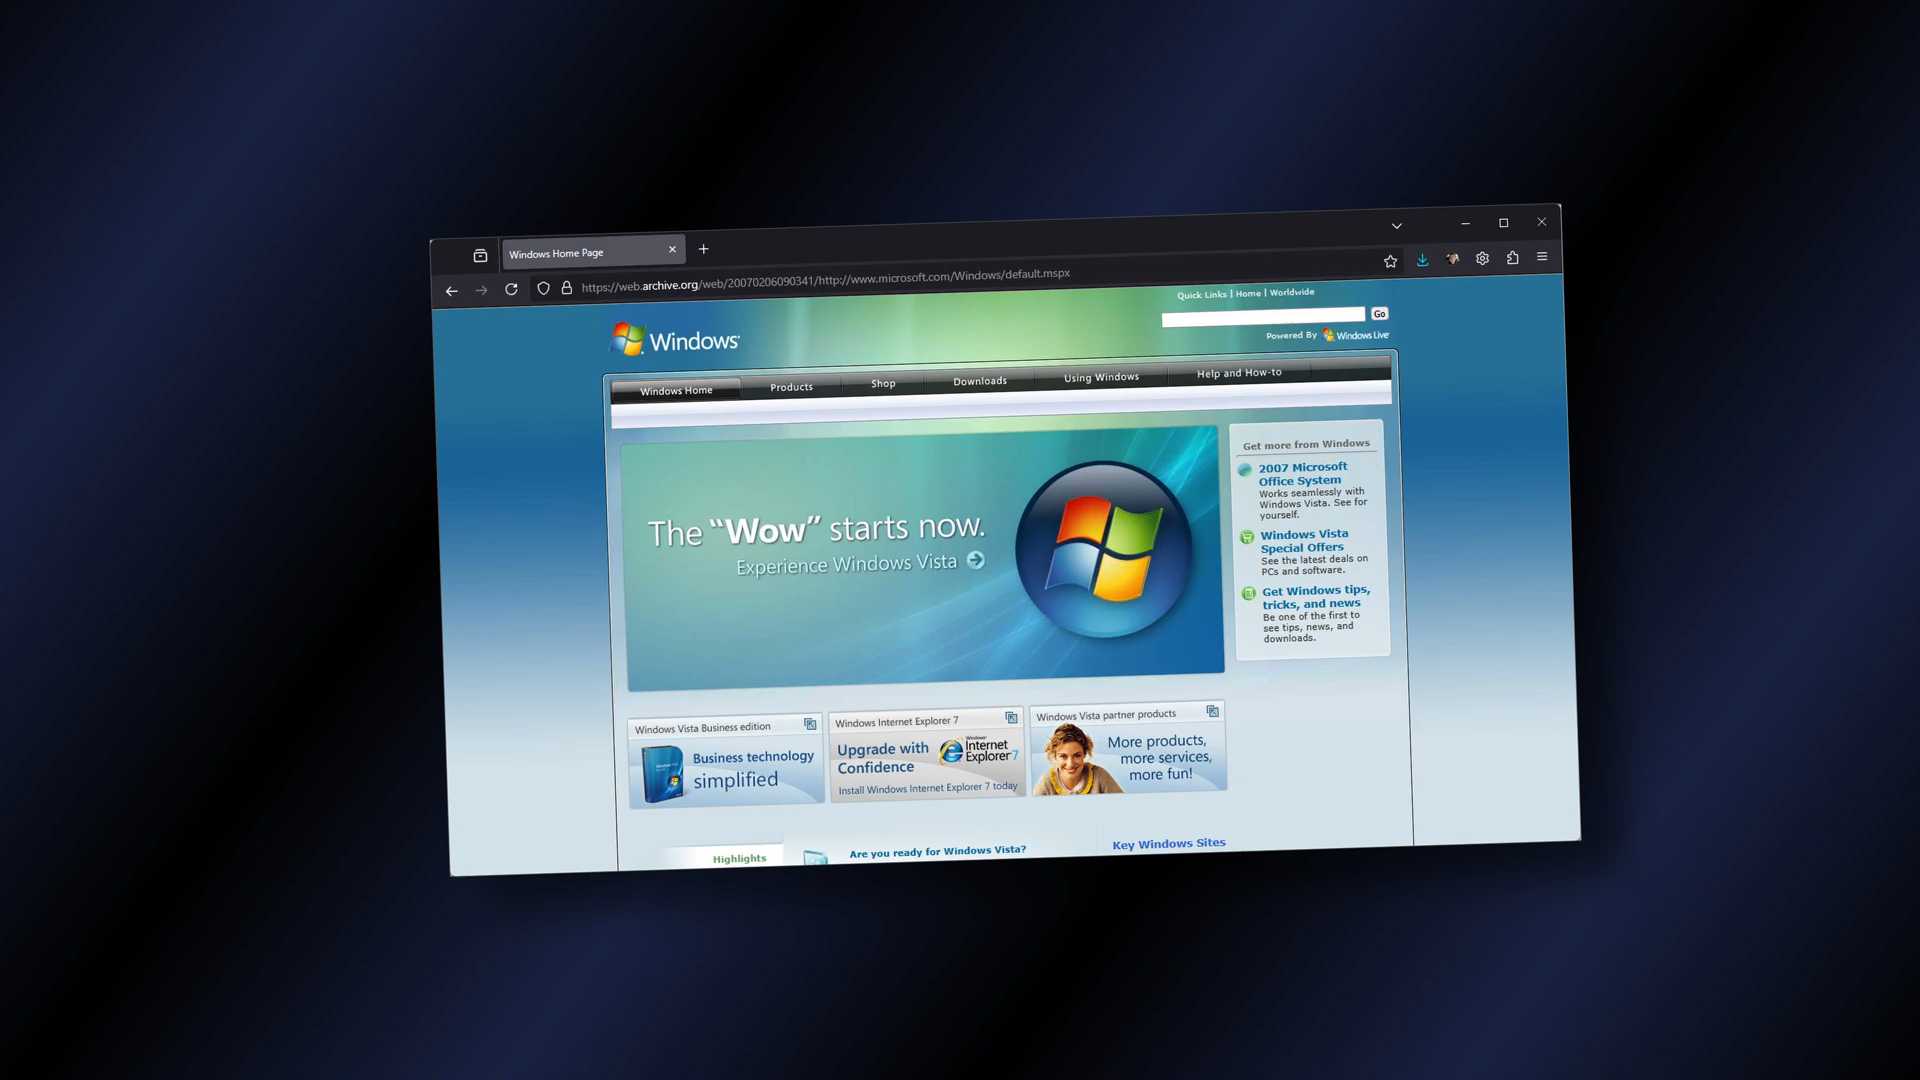 Windows Home Page
https://web.archive.org/web/20070206090341/http://www.microsoft.com/Windows/default.mspx
Quick Links | Home | Worldwide
Go
Powered By Windows Live
Windows
Windows Home
Products
Shop
Downloads
Using Windows
Help and How-to
The “Wow” starts now.
Experience Windows Vista
Get more from Windows
2007 Microsoft
Office System
Works seamlessly with
Windows Vista. See for
yourself.
Windows Vista
Special Offers
See the latest deals on
PCs and software.
Get Windows tips,
tricks, and news
Be one of the first to
see tips, news, and
downloads.
Windows Vista Business edition
Business technology
simplified
Windows Internet Explorer 7
Upgrade with
Confidence
Windows
Internet
Explorer 7
Install Windows Internet Explorer 7 today
Windows Vista partner products
More products,
more services,
more fun!
Highlights
Are you ready for Windows Vista?
Key Windows Sites